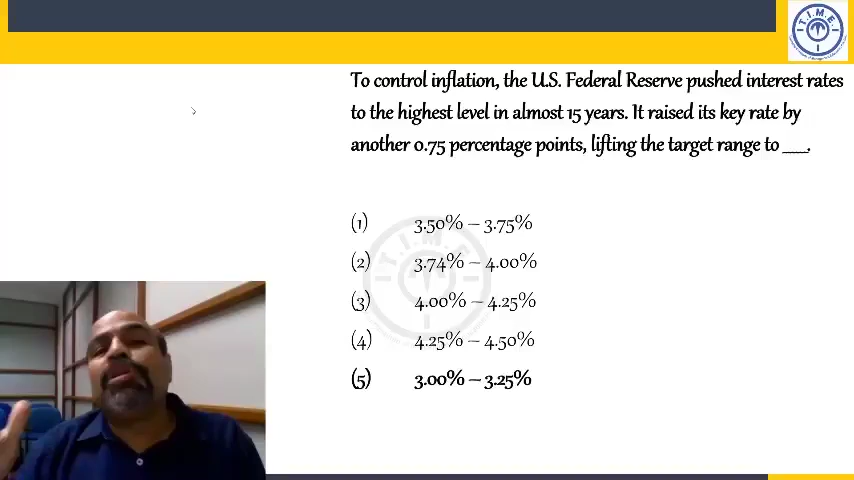 T.I.M.E.
To control inflation, the U.S. Federal Reserve pushed interest rates
to the highest level in almost 15 years. It raised its key rate by
another 0.75 percentage points, lifting the target range to ____.
(1) 3.50% – 3.75%
(2) 3.74% – 4.00%
(3) 4.00% – 4.25%
(4) 4.25% – 4.50%
(5) 3.00% – 3.25%
T.I.M.E.